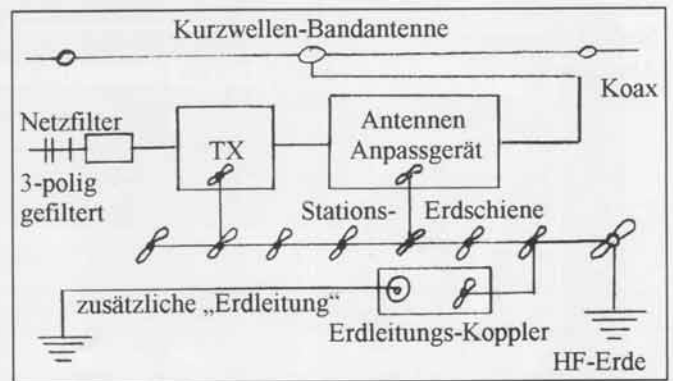 Kurzwellen-Bandantenne
Koax
Netzfilter
3-polig
gefiltert
TX
Antennen
Anpassgerät
Stations- Erdschiene
zusätzliche „Erdleitung“
Erdleitungs-Koppler
HF-Erde